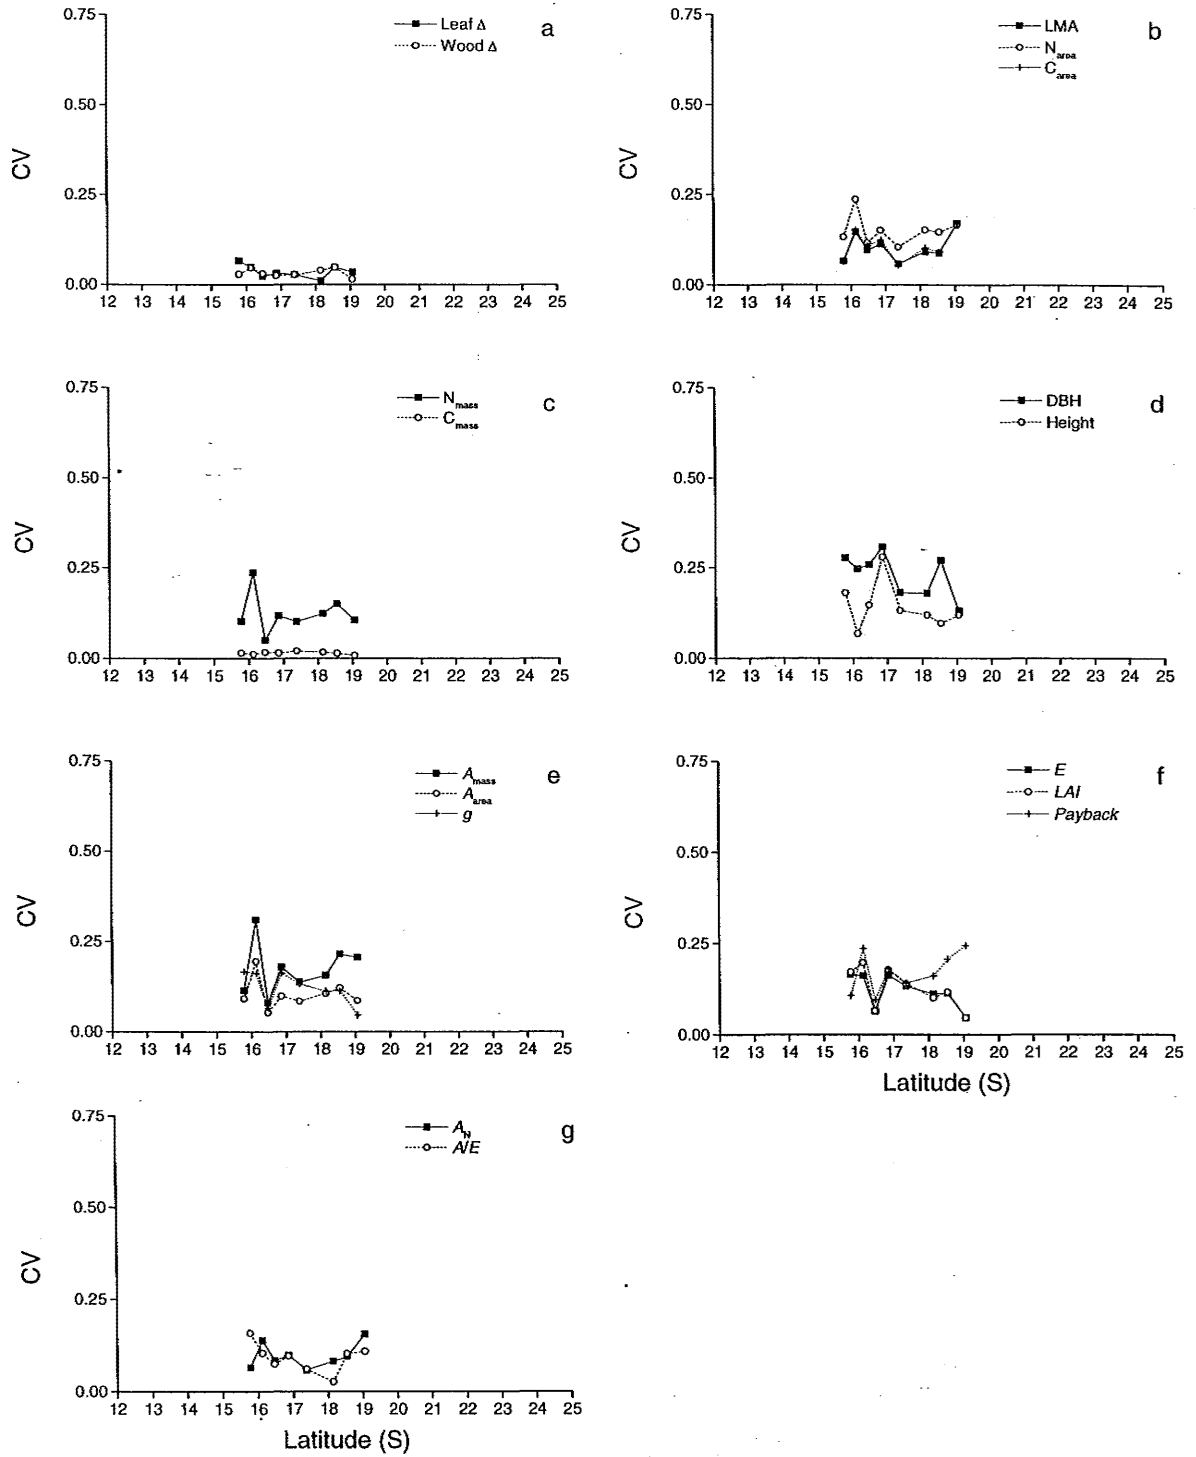 0.75
0.50
0.25
0.00
CV
12 13 14 15 16 17 18 19 20 21 22 23 24 25
Leaf Δ
Wood Δ
a
0.75
0.50
0.25
0.00
CV
12 13 14 15 16 17 18 19 20 21 22 23 24 25
LMA
N area
C area
b
0.75
0.50
0.25
0.00
CV
12 13 14 15 16 17 18 19 20 21 22 23 24 25
N mass
C mass
c
0.75
0.50
0.25
0.00
CV
12 13 14 15 16 17 18 19 20 21 22 23 24 25
DBH
Height
d
0.75
0.50
0.25
0.00
CV
12 13 14 15 16 17 18 19 20 21 22 23 24 25
A mass
A area
g
e
0.75
0.50
0.25
0.00
CV
12 13 14 15 16 17 18 19 20 21 22 23 24 25
Latitude (S)
E
LAI
Payback
f
0.75
0.50
0.25
0.00
CV
12 13 14 15 16 17 18 19 20 21 22 23 24 25
Latitude (S)
A N
A/E
g